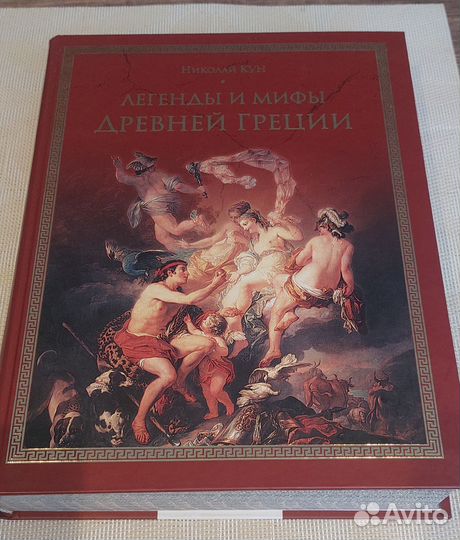 Николай Кун
Легенды и мифы
Древней Греции
Avito